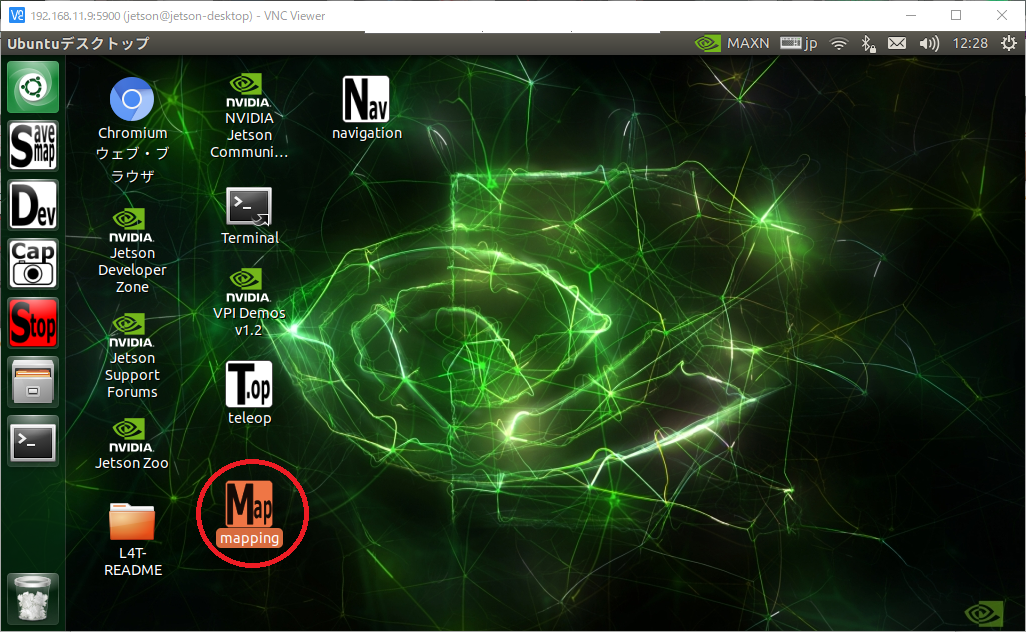 192.168.11.9:5900 (jetson@jetson-desktop) - VNC Viewer
Ubuntuデスクトップ
MAXN
jp
12:28
Save map
Dev
Cap
Stop
Chromium
ウェブ・ブ
ラウザ
NVIDIA.
Jetson
Developer
Zone
NVIDIA.
Jetson
Support
Forums
NVIDIA.
Jetson Zoo
L4T-
README
NVIDIA.
NVIDIA
Jetson
Communi...
>_
Terminal
NVIDIA.
VPI Demos
v1.2
T.op
teleop
Map
mapping
Nav
navigation